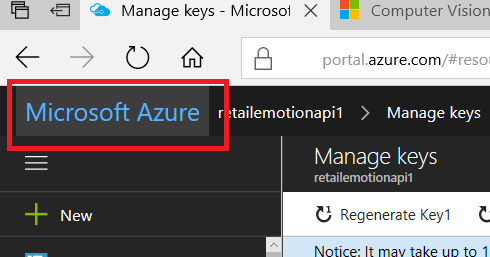 Manage keys - Microsof
Computer Vision
portal.azure.com/#resou
Microsoft Azure retailemotionapi1 > Manage keys
Manage keys
retailemotionapi1
New
Regenerate Key1
Notice: It may take up to 1